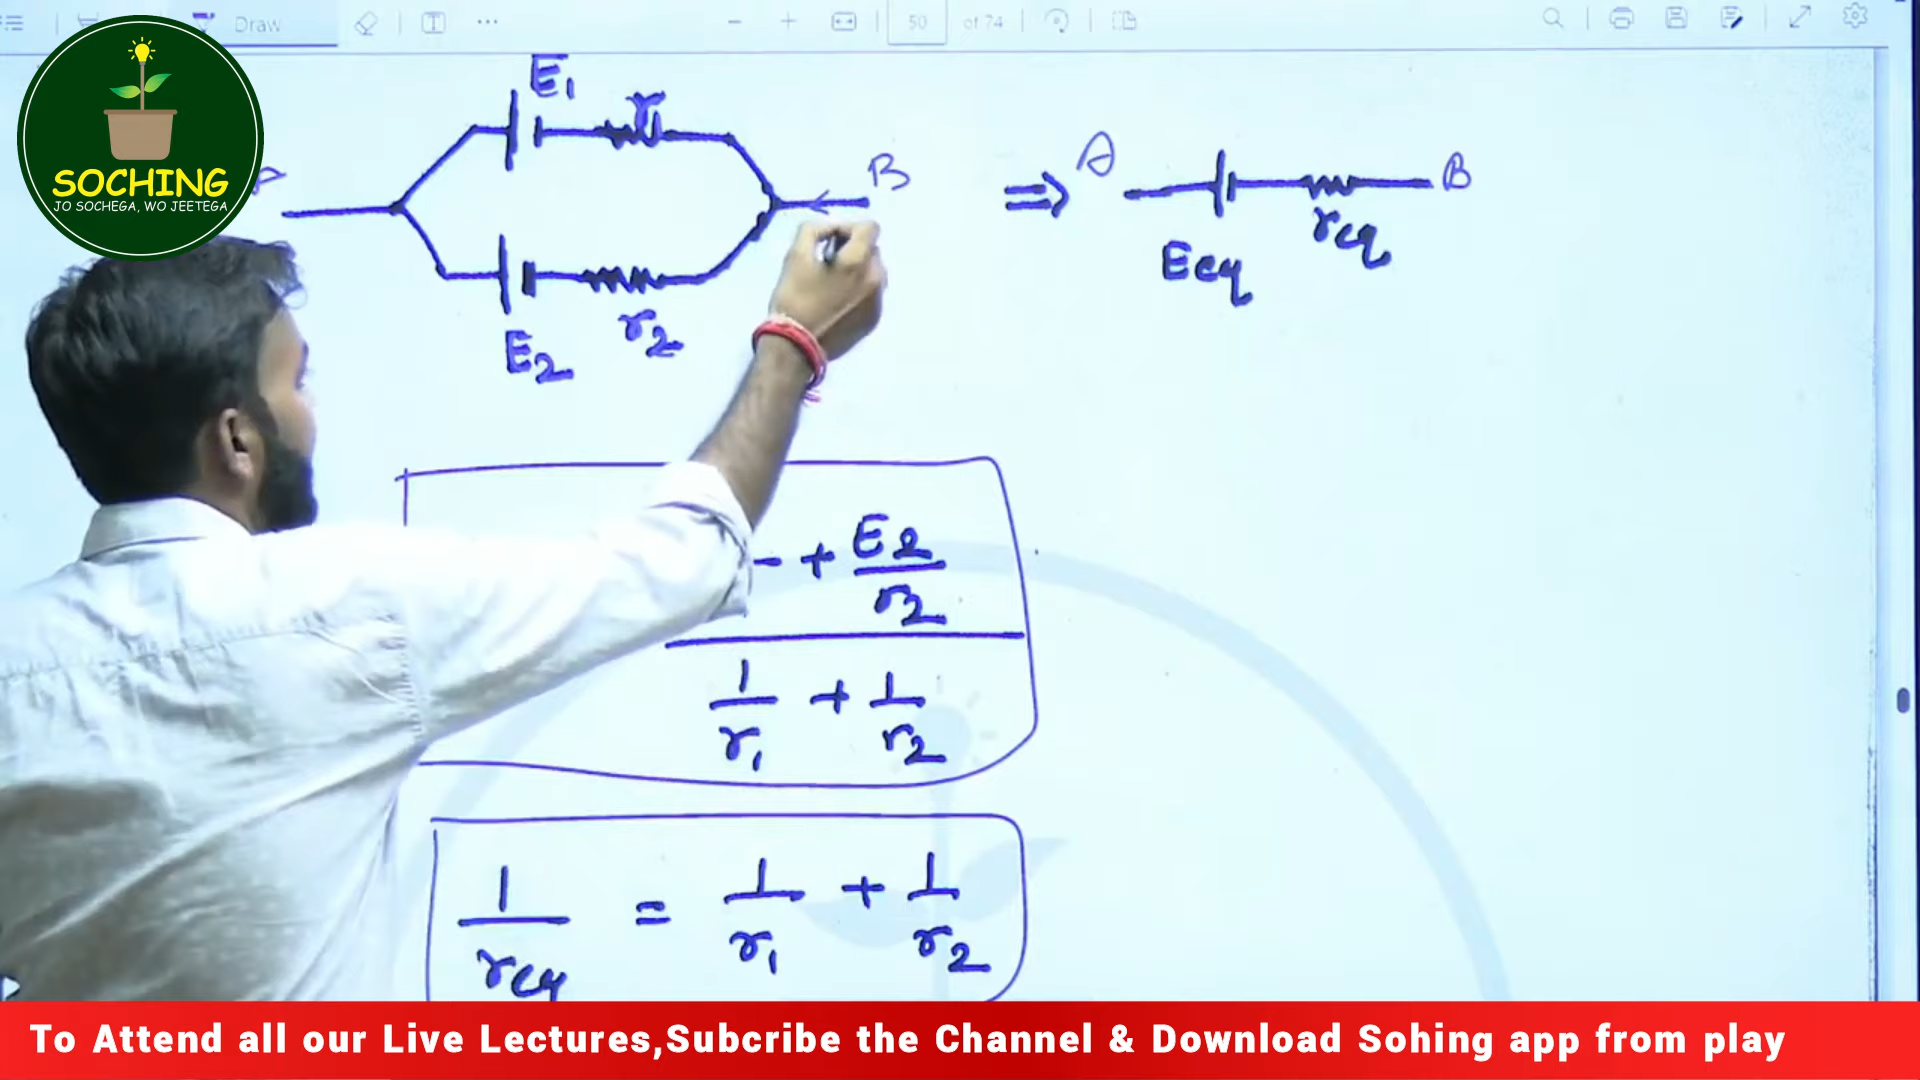 Draw
50 of 74
SOCHING
JO SOCHEGA, WO JEETEGA
E1
r1
A
B
E2
r2
⇒ A
B
Eeq
req
+ E2/r2
1/r1 + 1/r2
1/req = 1/r1 + 1/r2
To Attend all our Live Lectures,Subcribe the Channel & Download Sohing app from play